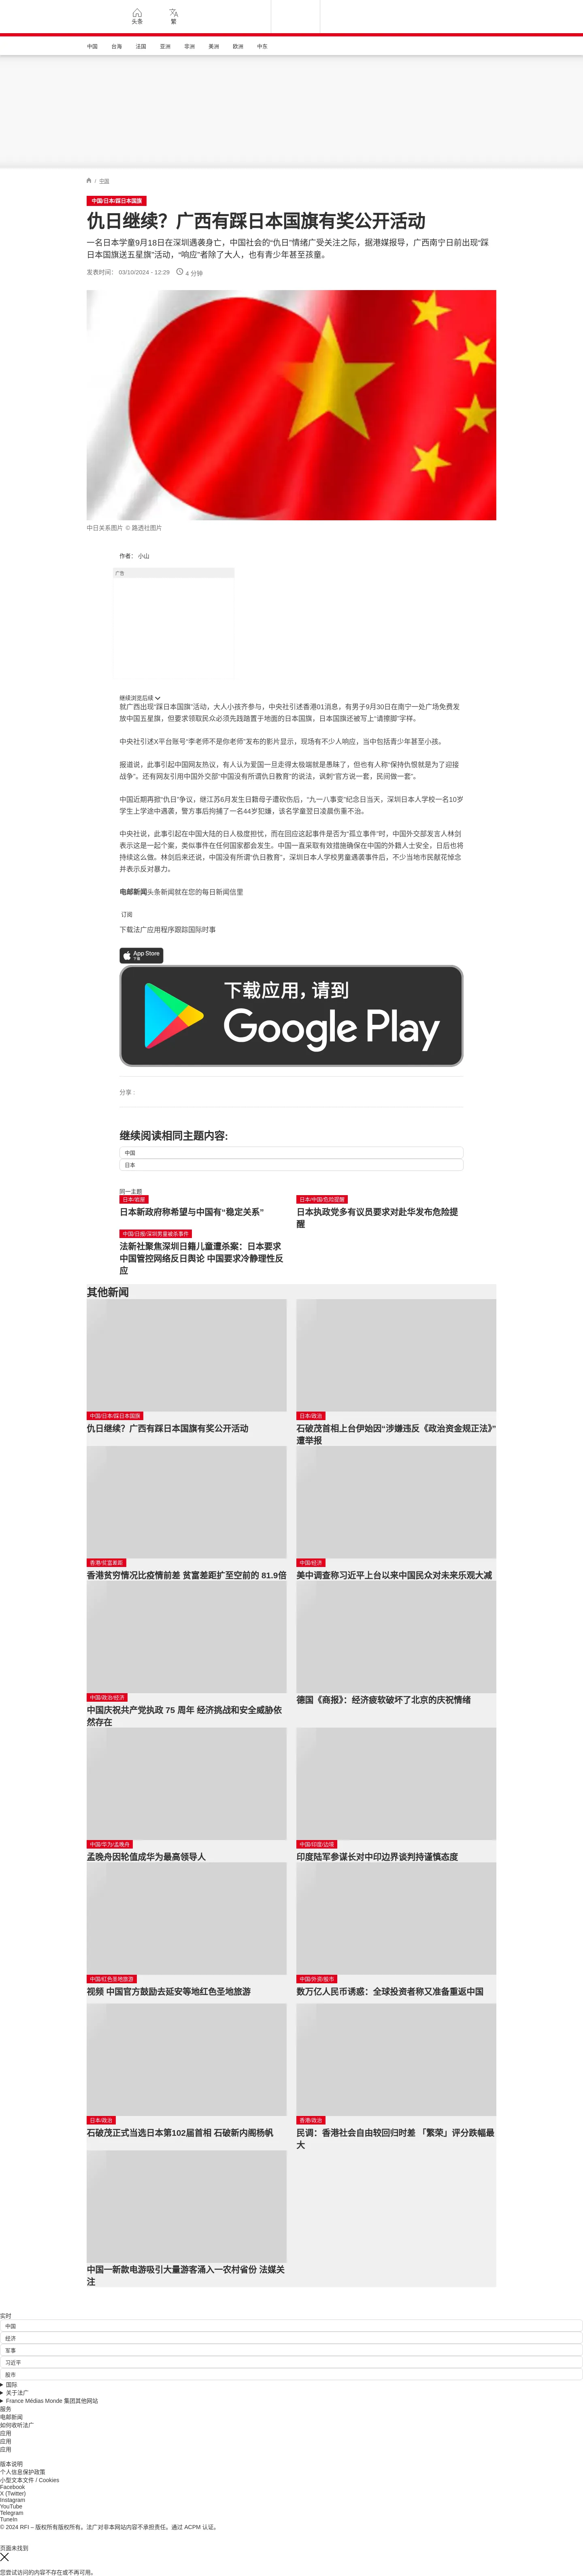 头条
繁
中国
台海
法国
亚洲
非洲
美洲
欧洲
中东
/ 中国
中国/日本/踩日本国旗
仇日继续？广西有踩日本国旗有奖公开活动
一名日本学童9月18日在深圳遇袭身亡，中国社会的“仇日”情绪广受关注之际，据港媒报导，广西南宁日前出现“踩
日本国旗送五星旗”活动，“响应”者除了大人，也有青少年甚至孩童。
发表时间： 03/10/2024 - 12:29
4 分钟
中日关系图片 © 路透社图片
作者： 小山
广告
继续浏览后续
就广西出现“踩日本国旗”活动，大人小孩齐参与，中央社引述香港01消息，有男子9月30日在南宁一处广场免费发
放中国五星旗，但要求领取民众必须先践踏置于地面的日本国旗，日本国旗还被写上“请擦脚”字样。
中央社引述X平台账号“李老师不是你老师”发布的影片显示，现场有不少人响应，当中包括青少年甚至小孩。
报道说，此事引起中国网友热议，有人认为爱国一旦走得太极端就是愚昧了，但也有人称“保持仇恨就是为了迎接
战争”。还有网友引用中国外交部“中国没有所谓仇日教育”的说法，讽刺“官方说一套，民间做一套”。
中国近期再掀“仇日”争议，继江苏6月发生日籍母子遭砍伤后，“九一八事变”纪念日当天，深圳日本人学校一名10岁
学生上学途中遇袭，警方事后拘捕了一名44岁犯嫌，该名学童翌日凌晨伤重不治。
中央社说，此事引起在中国大陆的日人极度担忧，而在回应这起事件是否为“孤立事件”时，中国外交部发言人林剑
表示这是一起个案，类似事件在任何国家都会发生。中国一直采取有效措施确保在中国的外籍人士安全，日后也将
持续这么做。林剑后来还说，中国没有所谓“仇日教育”，深圳日本人学校男童遇袭事件后，不少当地市民献花悼念
并表示反对暴力。
电邮新闻头条新闻就在您的每日新闻信里
订阅
下载法广应用程序跟踪国际时事
App Store
下载
下载应用，请到
Google Play
分享 :
继续阅读相同主题内容:
中国
日本
同一主题
日本/岩屋
日本新政府称希望与中国有“稳定关系”
日本/中国/危险提醒
日本执政党多有议员要求对赴华发布危险提
醒
中国/日报/深圳男童被杀事件
法新社聚焦深圳日籍儿童遭杀案：日本要求
中国管控网络反日舆论 中国要求冷静理性反
应
其他新闻
中国/日本/踩日本国旗
仇日继续？广西有踩日本国旗有奖公开活动
日本/政治
石破茂首相上台伊始因“涉嫌违反《政治资金规正法》”
遭举报
香港/贫富差距
香港贫穷情况比疫情前差 贫富差距扩至空前的 81.9倍
中国/经济
美中调查称习近平上台以来中国民众对未来乐观大减
中国/政治/经济
中国庆祝共产党执政 75 周年 经济挑战和安全威胁依
然存在
德国《商报》：经济疲软破坏了北京的庆祝情绪
中国/华为/孟晚舟
孟晚舟因轮值成华为最高领导人
中国/印度/边境
印度陆军参谋长对中印边界谈判持谨慎态度
中国/红色圣地旅游
视频 中国官方鼓励去延安等地红色圣地旅游
中国/外资/股市
数万亿人民币诱惑：全球投资者称又准备重返中国
日本/政治
石破茂正式当选日本第102届首相 石破新内阁杨帆
香港/政治
民调：香港社会自由较回归时差 「繁荣」评分跌幅最
大
中国一新款电游吸引大量游客涌入一农村省份 法媒关
注
实时
中国
经济
军事
习近平
股市
国际
关于法广
France Médias Monde 集团其他网站
服务
电邮新闻
如何收听法广
应用
应用
应用
版本说明
个人信息保护政策
小型文本文件 / Cookies
Facebook
X (Twitter)
Instagram
YouTube
Telegram
TuneIn
© 2024 RFI – 版权所有版权所有。法广对非本网站内容不承担责任。通过 ACPM 认证。
页面未找到
您尝试访问的内容不存在或不再可用。